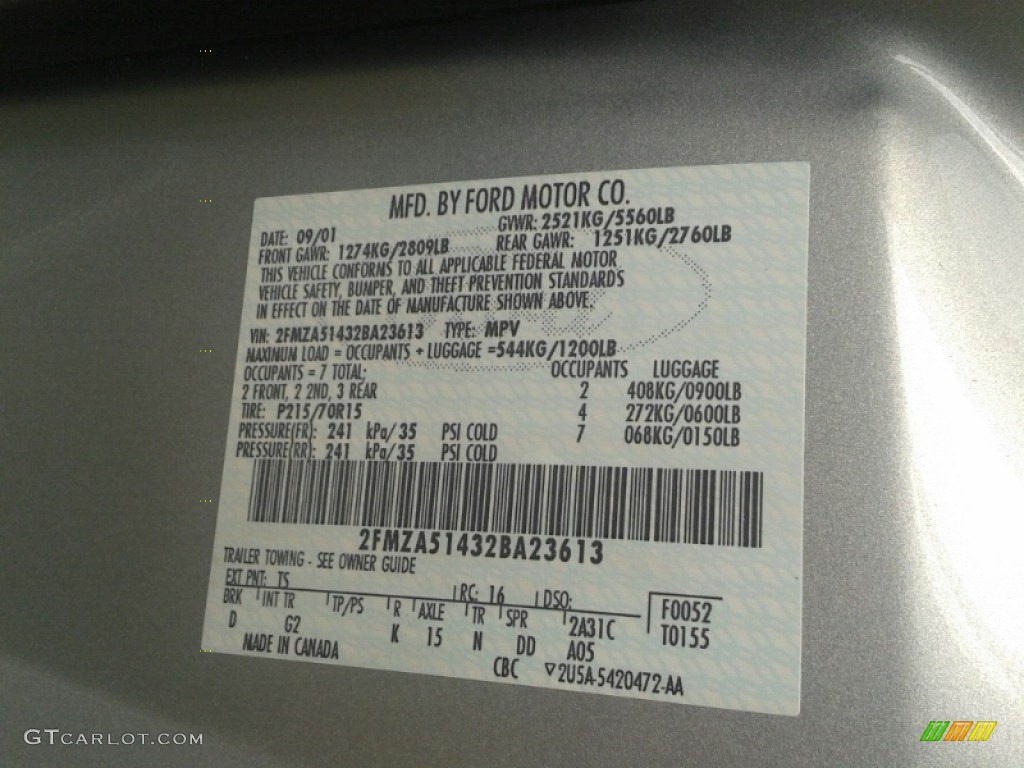 MFD. BY FORD MOTOR CO.
DATE: 09/01 GVWR: 2521KG/5560LB
FRONT GAWR: 1274KG/2809LB REAR GAWR: 1251KG/2760LB
THIS VEHICLE CONFORMS TO ALL APPLICABLE FEDERAL MOTOR
VEHICLE SAFETY, BUMPER, AND THEFT PREVENTION STANDARDS
IN EFFECT ON THE DATE OF MANUFACTURE SHOWN ABOVE.
VIN: 2FMZA51432BA23613 TYPE: MPV
MAXIMUM LOAD = OCCUPANTS + LUGGAGE =544KG/1200LB
OCCUPANTS = 7 TOTAL; OCCUPANTS LUGGAGE
2 FRONT, 2 2ND, 3 REAR 2 408KG/0900LB
TIRE: P215/70R15 4 272KG/0600LB
PRESSURE(FR): 241 kPa/35 PSI COLD 7 068KG/0150LB
PRESSURE(RR): 241 kPa/35 PSI COLD
2FMZA51432BA23613
TRAILER TOWING - SEE OWNER GUIDE
EXT PNT: TS RC: 16 DSO: F0052
BRK INT TR TP/PS R AXLE TR SPR 2A31C T0155
D G2 K 15 N DD A05
MADE IN CANADA CBC ▽2U5A-5420472-AA
GTCARLOT.COM